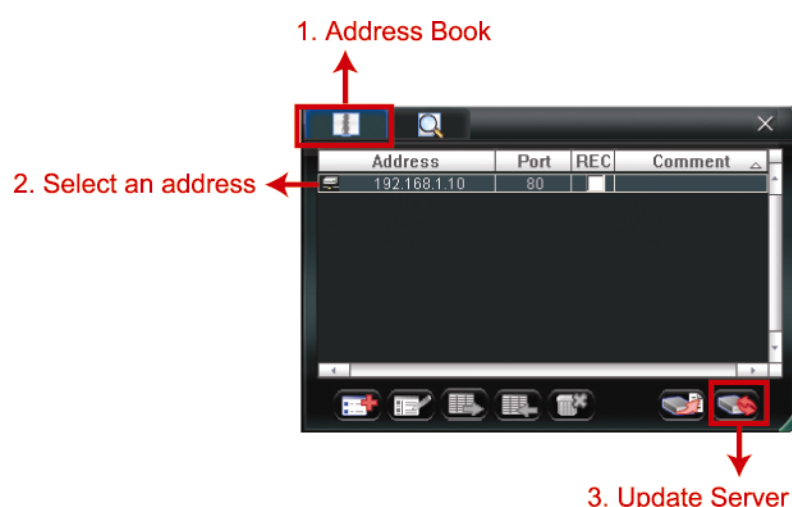 1. Address Book
Address Port REC Comment
192.168.1.10 80
2. Select an address
3. Update Server